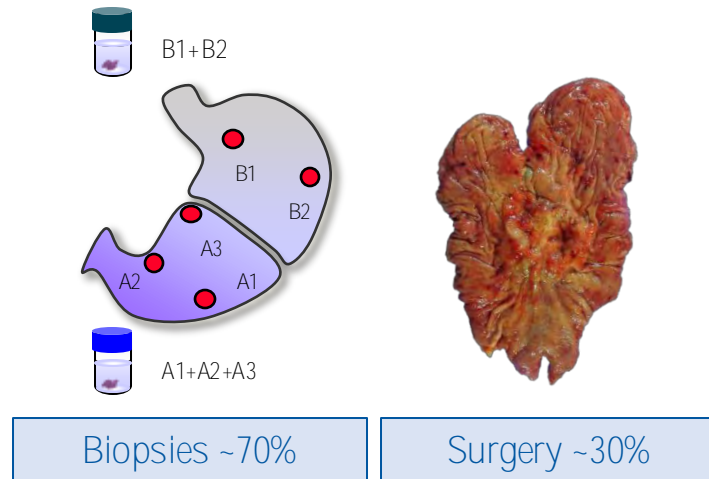 B1+B2
B1
B2
A3
A2
A1
A1+A2+A3
Biopsies ~70%
Surgery ~30%